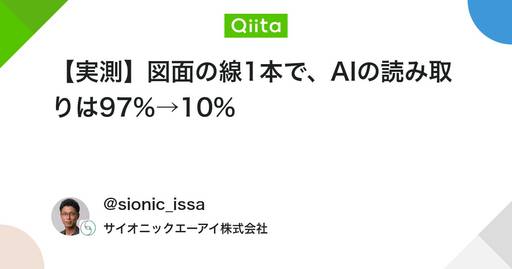 Qiita
【実測】図面の線1本で、AIの読み取
りは97%→10%
@sionic_issa
サイオニックエーアイ株式会社